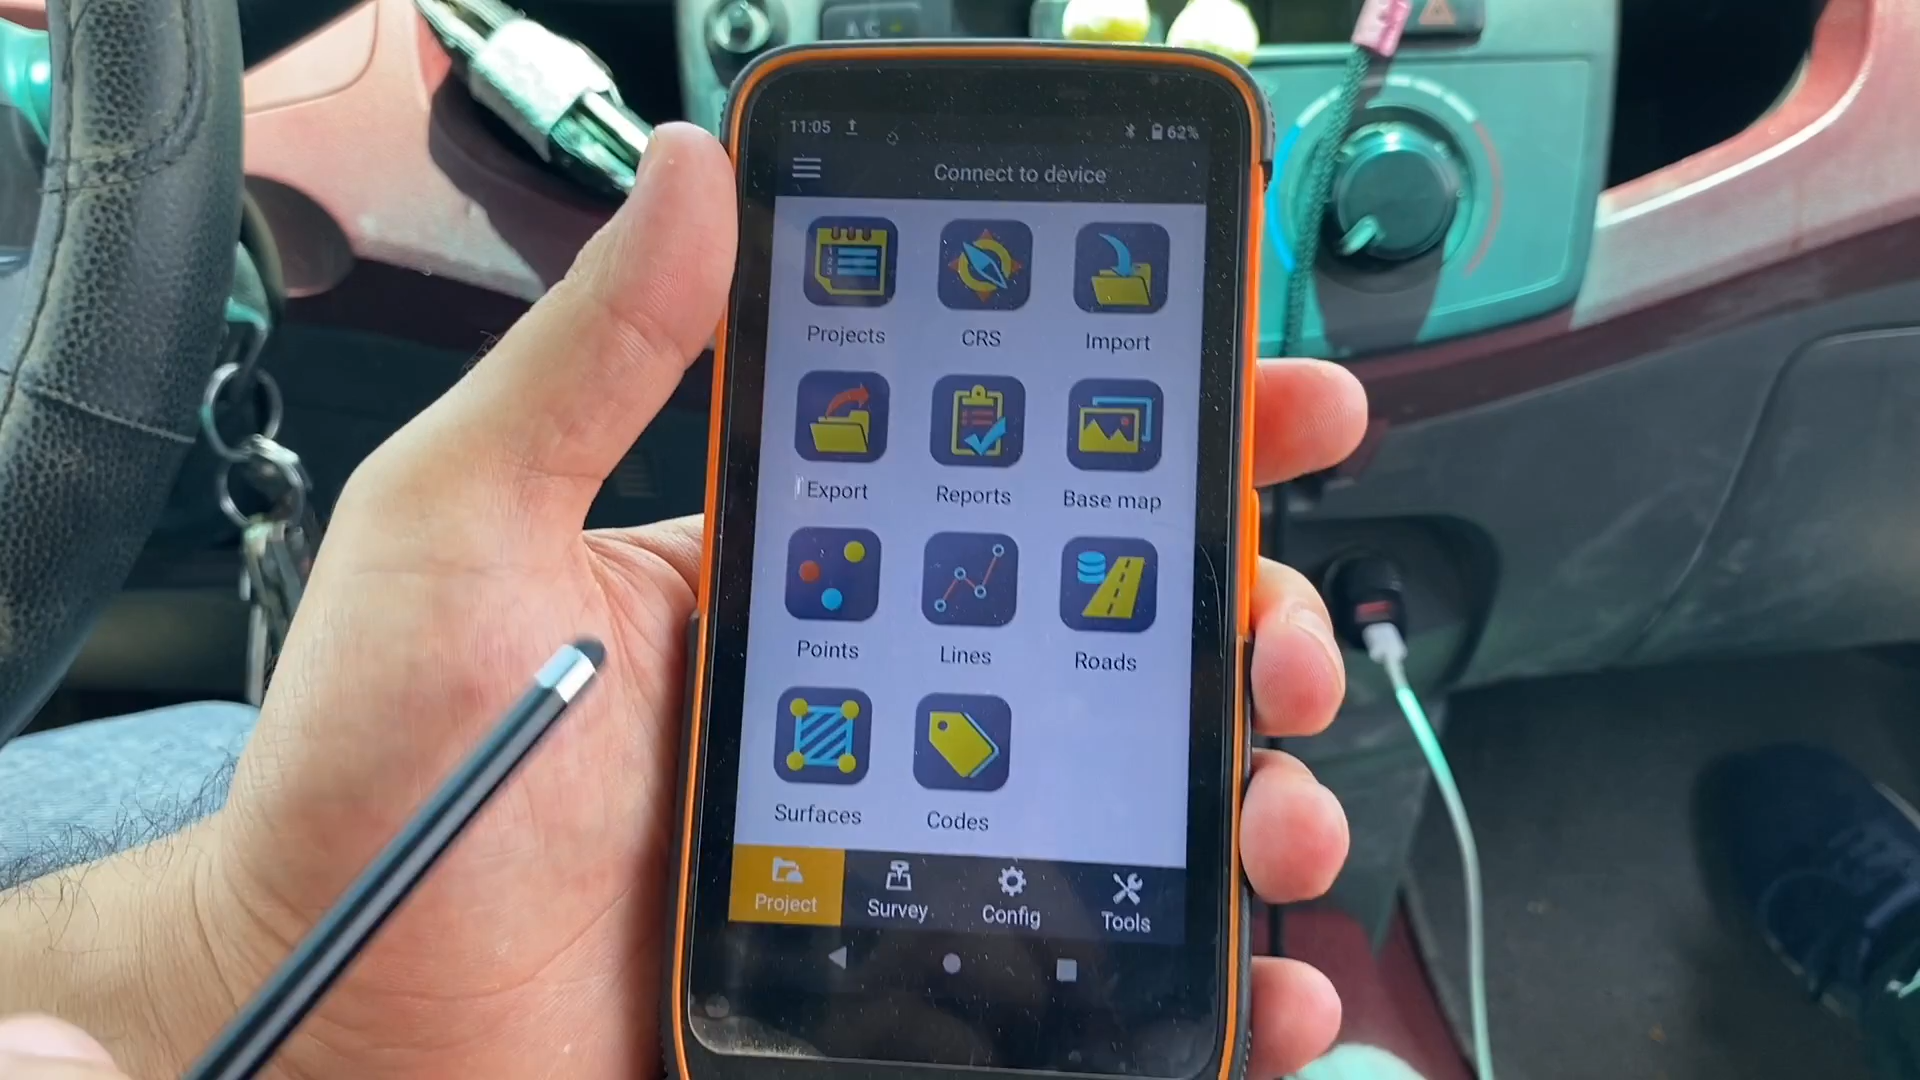 AC
11:05
62%
Connect to device
Projects
CRS
Import
Export
Reports
Base map
Points
Lines
Roads
Surfaces
Codes
Project
Survey
Config
Tools